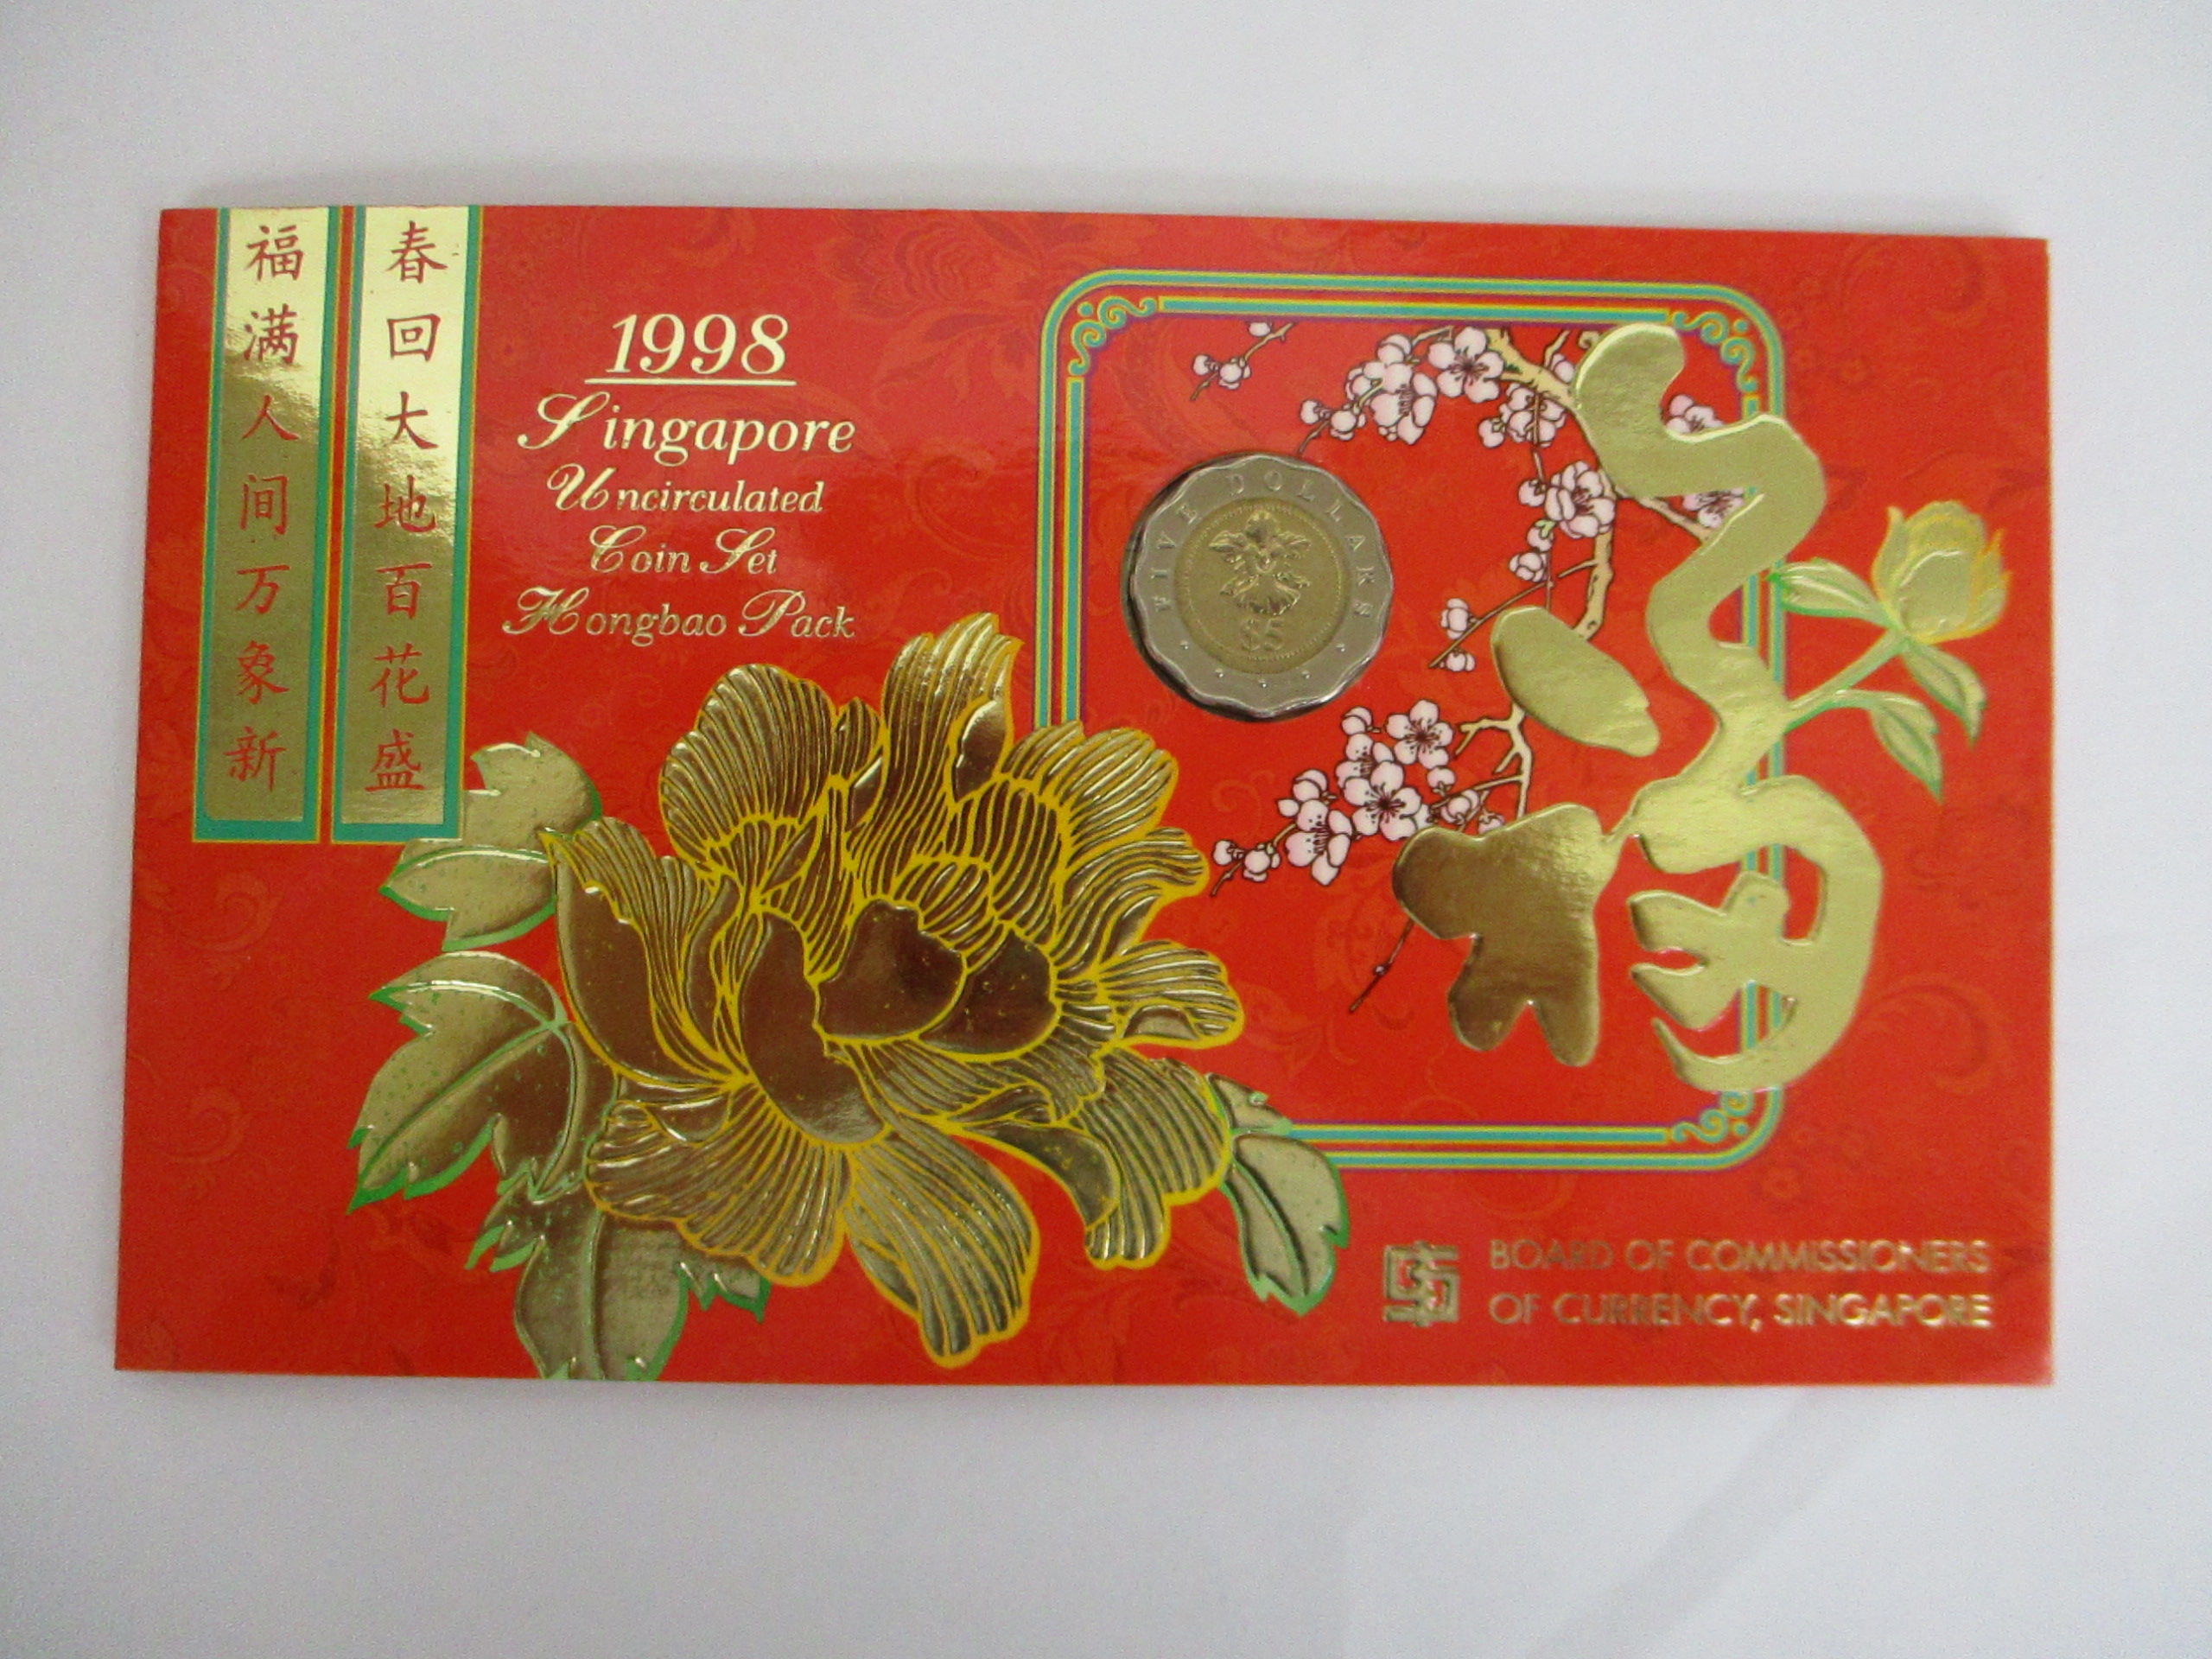 春回大地百花盛
福满人间万象新
1998
Singapore
Uncirculated
Coin Set
Hongbao Pack
FIVE DOLLARS
$5
福
BOARD OF COMMISSIONERS
OF CURRENCY, SINGAPORE